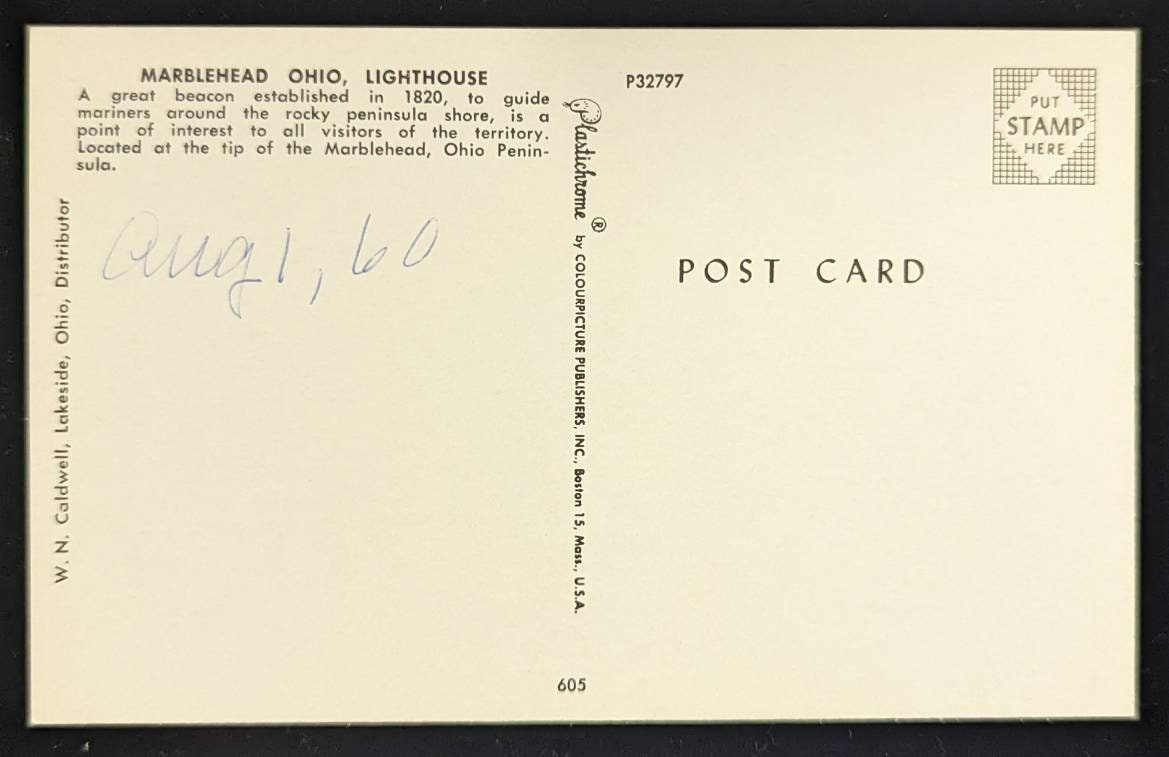 MARBLEHEAD OHIO, LIGHTHOUSE
A great beacon established in 1820, to guide
mariners around the rocky peninsula shore, is a
point of interest to all visitors of the territory.
Located at the tip of the Marblehead, Ohio Penin-
sula.
Aug 1, 60
W. N. Caldwell, Lakeside, Ohio, Distributor
Plastichrome ® by COLOURPICTURE PUBLISHERS, INC., Boston 15, Mass., U.S.A.
605
P32797
PUT
STAMP
HERE
POST CARD